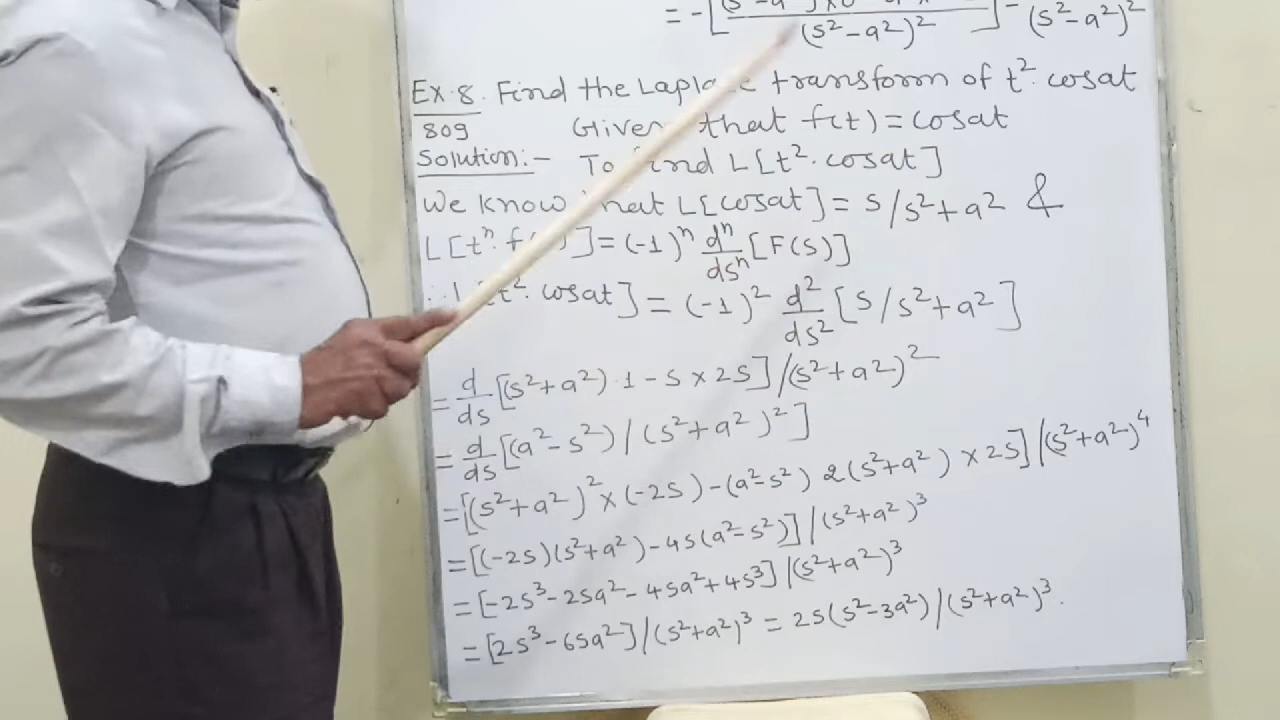 = -[ ] = (s²-a²)²
(s²-a²)²
Ex.8. Find the Laplace transform of t². cosat
809 Given that f(t) = cosat
Solution:- To find L[t². cosat]
We know that L[cosat] = s/s²+a² &
L[tⁿ. f( )] = (-1)ⁿ dⁿ/dsⁿ [F(s)]
∴ L[t². cosat] = (-1)² d²/ds² [s/s²+a²]
= d/ds [(s²+a²).1 - s×2s]/(s²+a²)²
= d/ds [(a²-s²)/(s²+a²)²]
=[(s²+a²)²×(-2s)-(a²-s²) 2(s²+a²)×2s]/(s²+a²)⁴
=[(-2s)(s²+a²)-4s(a²-s²)]/(s²+a²)³
=[-2s³-2sa²-4sa²+4s³]/(s²+a²)³
=[2s³-6sa²]/(s²+a²)³ = 2s(s²-3a²)/(s²+a²)³.